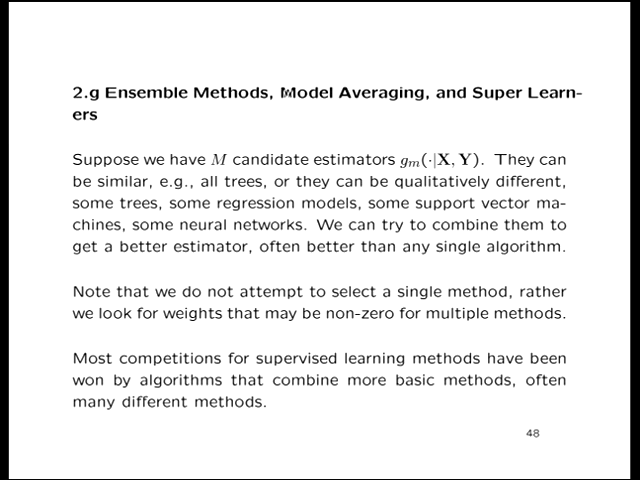 2.g Ensemble Methods, Model Averaging, and Super Learn-
ers
Suppose we have M candidate estimators gₘ(·|X, Y). They can
be similar, e.g., all trees, or they can be qualitatively different,
some trees, some regression models, some support vector ma-
chines, some neural networks. We can try to combine them to
get a better estimator, often better than any single algorithm.
Note that we do not attempt to select a single method, rather
we look for weights that may be non-zero for multiple methods.
Most competitions for supervised learning methods have been
won by algorithms that combine more basic methods, often
many different methods.
48